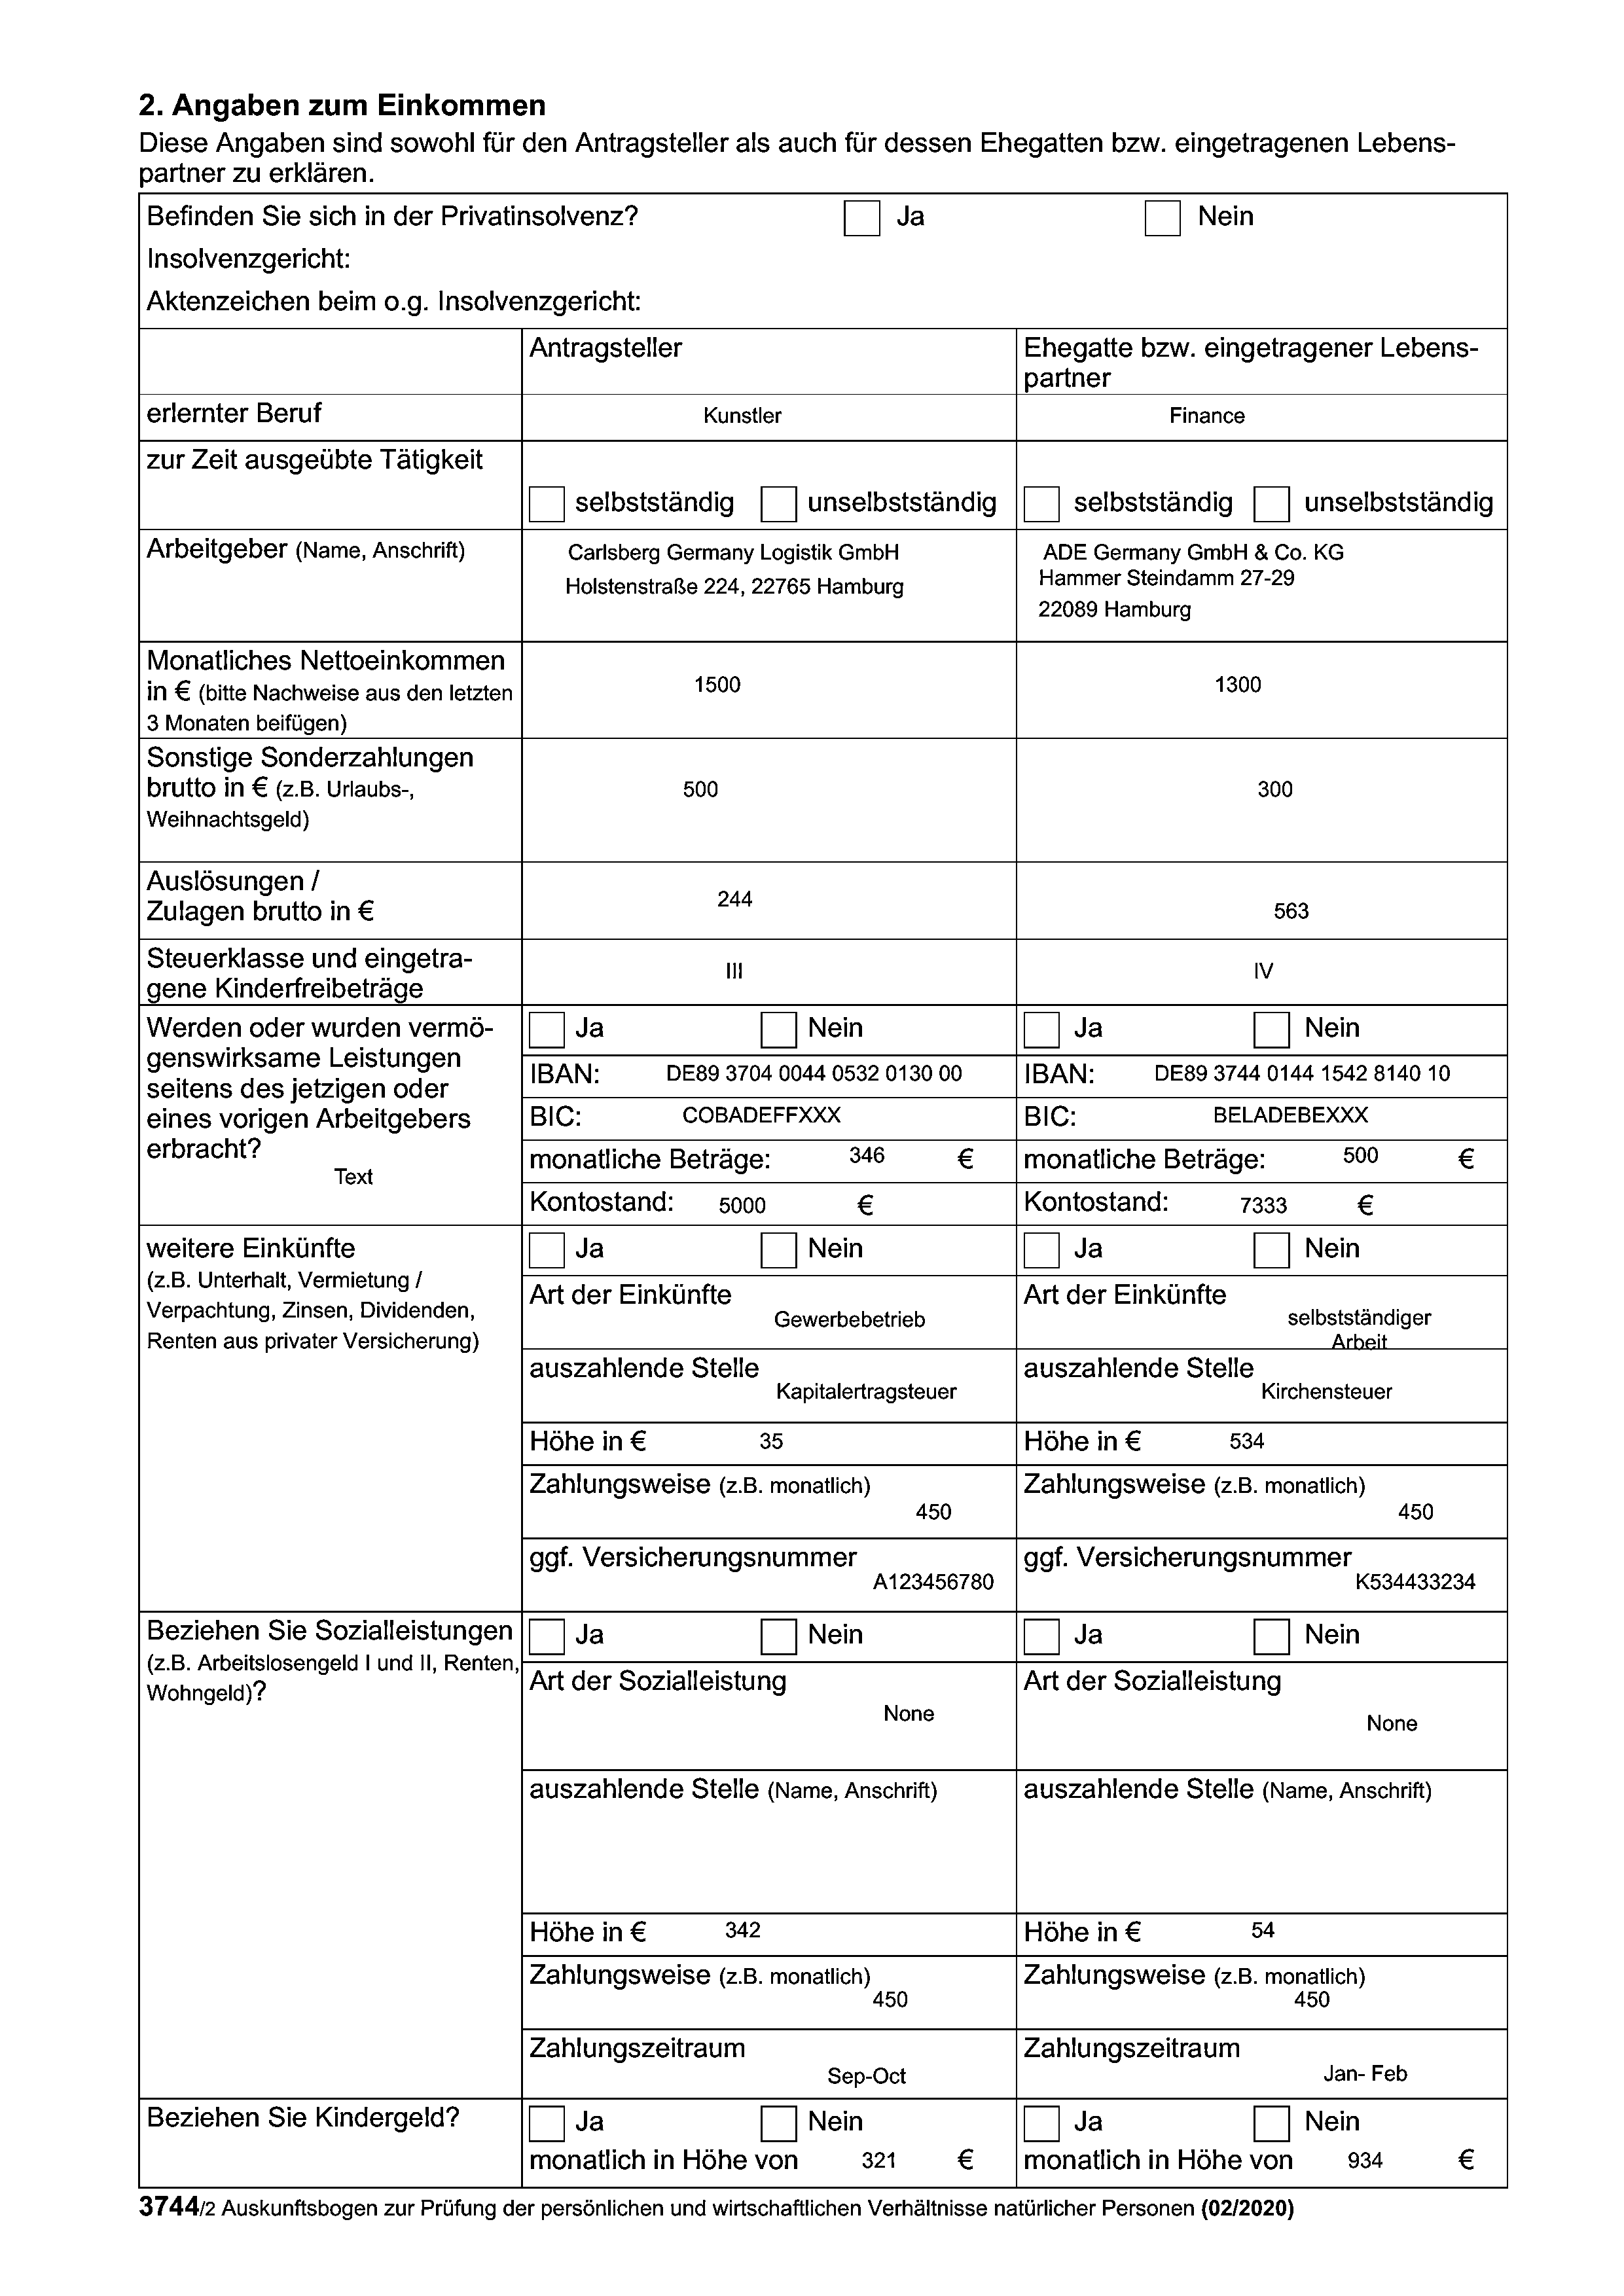 2. Angaben zum Einkommen
Diese Angaben sind sowohl für den Antragsteller als auch für dessen Ehegatten bzw. eingetragenen Lebens-
partner zu erklären.
Befinden Sie sich in der Privatinsolvenz? Ja Nein
Insolvenzgericht:
Aktenzeichen beim o.g. Insolvenzgericht:
Antragsteller
Ehegatte bzw. eingetragener Lebens-
partner
erlernter Beruf Kunstler Finance
zur Zeit ausgeübte Tätigkeit
selbstständig unselbstständig selbstständig unselbstständig
Arbeitgeber (Name, Anschrift)
Carlsberg Germany Logistik GmbH
Holstenstraße 224, 22765 Hamburg
ADE Germany GmbH & Co. KG
Hammer Steindamm 27-29
22089 Hamburg
Monatliches Nettoeinkommen
in € (bitte Nachweise aus den letzten
3 Monaten beifügen)
1500 1300
Sonstige Sonderzahlungen
brutto in € (z.B. Urlaubs-,
Weihnachtsgeld)
500 300
Auslösungen /
Zulagen brutto in €
244 563
Steuerklasse und eingetra-
gene Kinderfreibeträge
III IV
Werden oder wurden vermö-
genswirksame Leistungen
seitens des jetzigen oder
eines vorigen Arbeitgebers
erbracht?
Text
Ja Nein Ja Nein
IBAN: DE89 3704 0044 0532 0130 00 IBAN: DE89 3744 0144 1542 8140 10
BIC: COBADEFFXXX BIC: BELADEBEXXX
monatliche Beträge: 346 € monatliche Beträge: 500 €
Kontostand: 5000 € Kontostand: 7333 €
weitere Einkünfte
(z.B. Unterhalt, Vermietung /
Verpachtung, Zinsen, Dividenden,
Renten aus privater Versicherung)
Ja Nein Ja Nein
Art der Einkünfte
Gewerbebetrieb
Art der Einkünfte
selbstständiger
Arbeit
auszahlende Stelle
Kapitalertragsteuer
auszahlende Stelle
Kirchensteuer
Höhe in € 35 Höhe in € 534
Zahlungsweise (z.B. monatlich)
450
Zahlungsweise (z.B. monatlich)
450
ggf. Versicherungsnummer
A123456780
ggf. Versicherungsnummer
K534433234
Beziehen Sie Sozialleistungen
(z.B. Arbeitslosengeld I und II, Renten,
Wohngeld)?
Ja Nein Ja Nein
Art der Sozialleistung
None
Art der Sozialleistung
None
auszahlende Stelle (Name, Anschrift) auszahlende Stelle (Name, Anschrift)
Höhe in € 342 Höhe in € 54
Zahlungsweise (z.B. monatlich)
450
Zahlungsweise (z.B. monatlich)
450
Zahlungszeitraum
Sep-Oct
Zahlungszeitraum
Jan- Feb
Beziehen Sie Kindergeld? Ja Nein Ja Nein
monatlich in Höhe von 321 € monatlich in Höhe von 934 €
3744/2 Auskunftsbogen zur Prüfung der persönlichen und wirtschaftlichen Verhältnisse natürlicher Personen (02/2020)